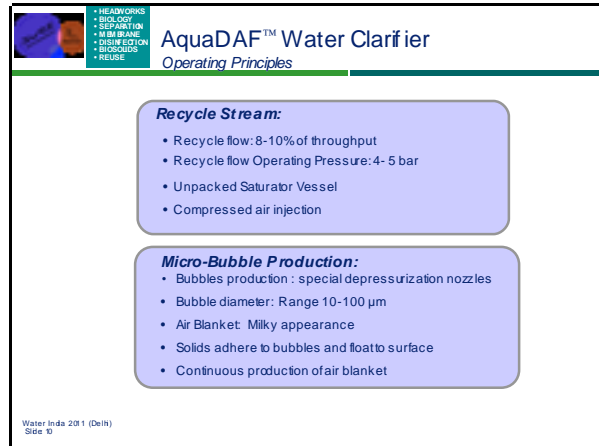 • HEADWORKS
• BIOLOGY
• SEPARATION
• MEMBRANE
• DISINFECTION
• BIOSOLIDS
• REUSE
AquaDAF™ Water Clarifier
Operating Principles
Recycle Stream:
• Recycle flow: 8-10% of throughput
• Recycle flow Operating Pressure: 4- 5 bar
• Unpacked Saturator Vessel
• Compressed air injection
Micro-Bubble Production:
• Bubbles production : special depressurization nozzles
• Bubble diameter: Range 10-100 µm
• Air Blanket: Milky appearance
• Solids adhere to bubbles and float to surface
• Continuous production of air blanket
Water India 2011 (Delhi)
Slide 10